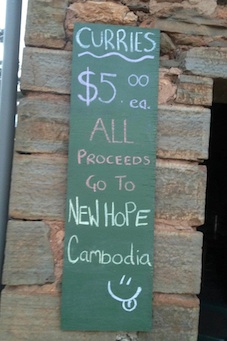 CURRIES
$5.00 ea.
ALL
PROCEEDS
GO TO
NEW HOPE
Cambodia